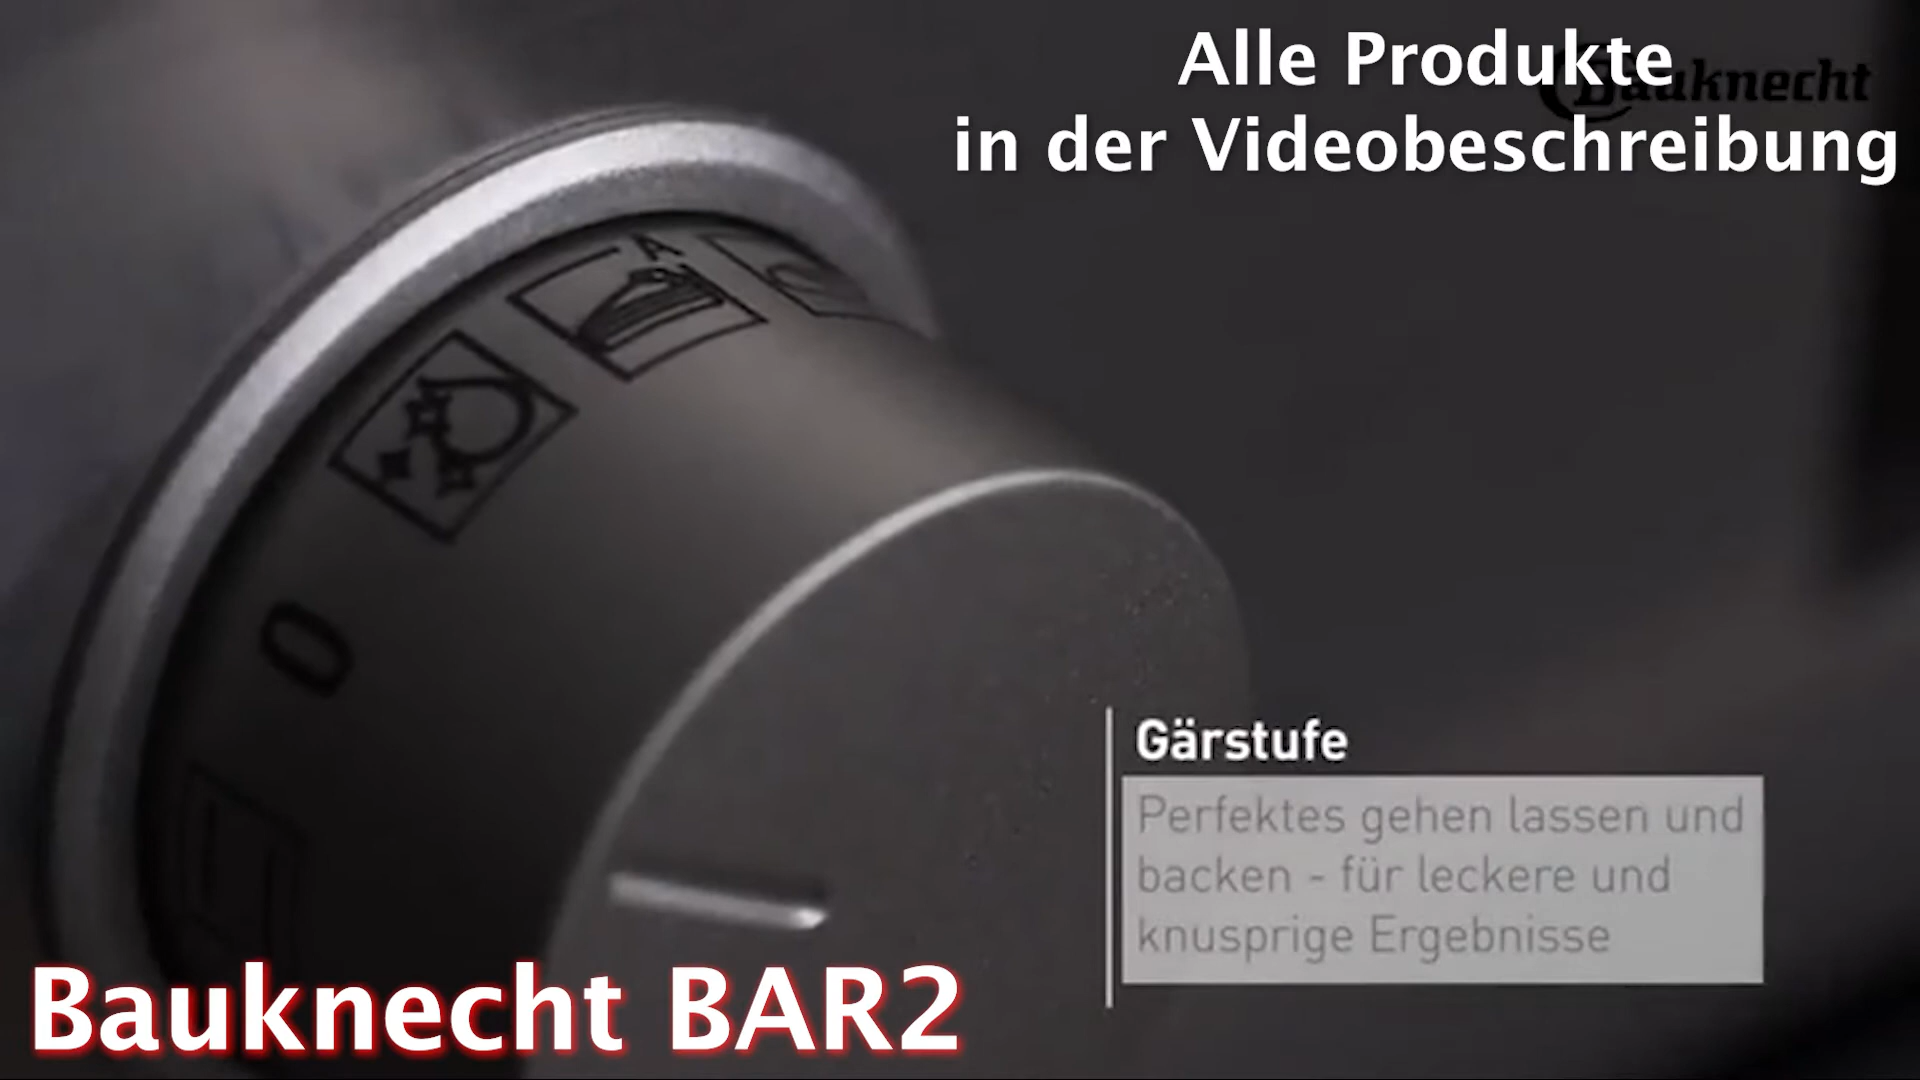 Alle Produkte
Bauknecht
in der Videobeschreibung
A
0
Gärstufe
Perfektes gehen lassen und
backen - für leckere und
knusprige Ergebnisse
Bauknecht BAR2